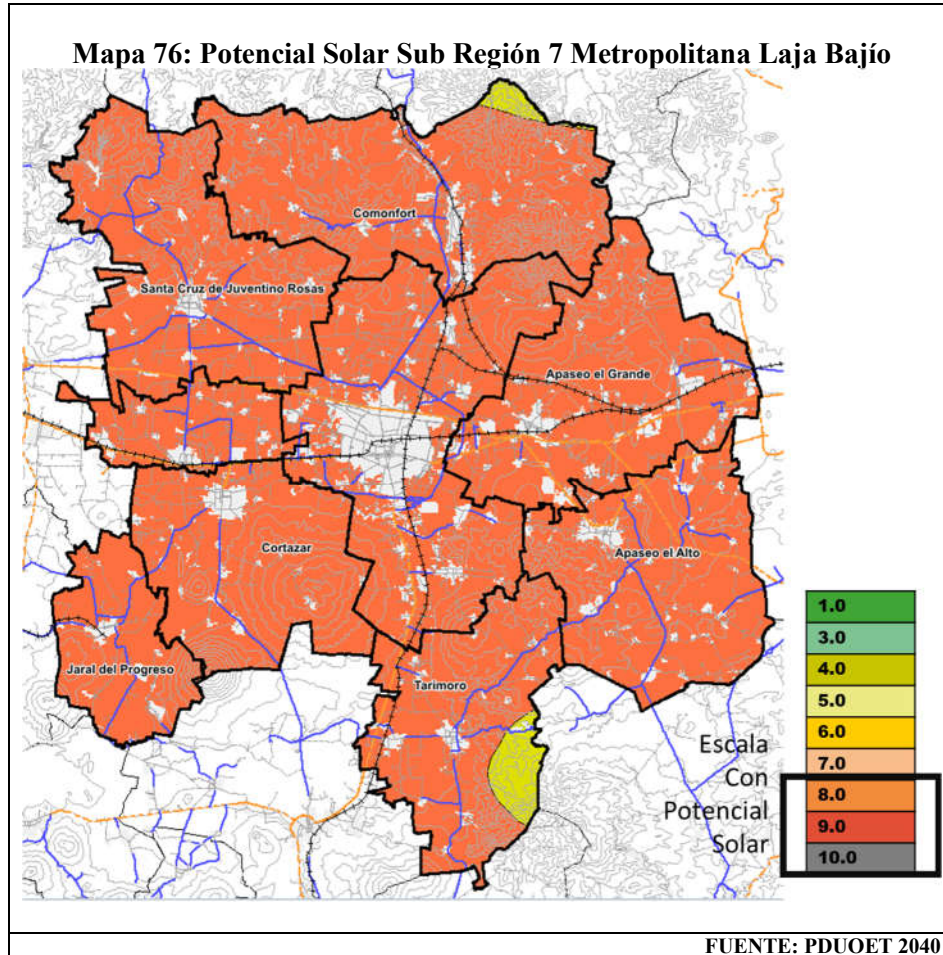 Mapa 76: Potencial Solar Sub Región 7 Metropolitana Laja Bajío
Comonfort
Santa Cruz de Juventino Rosas
Apaseo el Grande
Cortazar
Apaseo el Alto
Jaral del Progreso
Tarimoro
Escala
Con
Potencial
Solar
1.0
3.0
4.0
5.0
6.0
7.0
8.0
9.0
10.0
FUENTE: PDUOET 2040